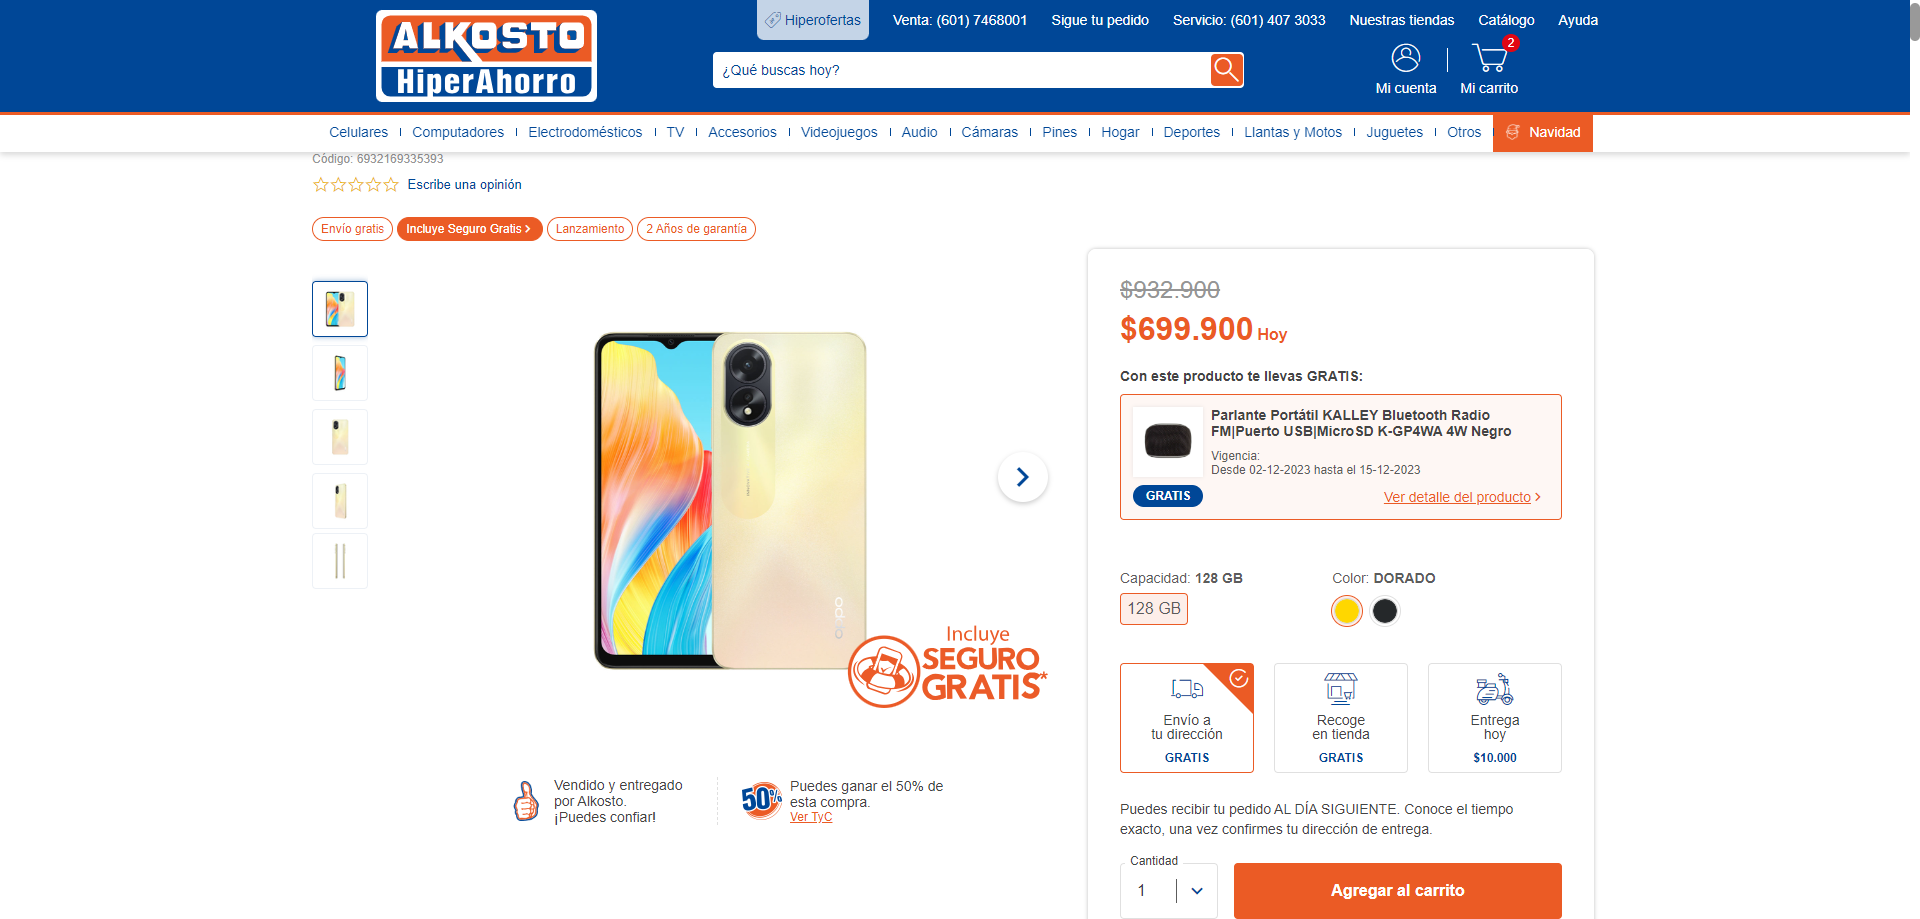 ALKOSTO
HiperAhorro
Hiperofertas
Venta: (601) 7468001
Sigue tu pedido
Servicio: (601) 407 3033
Nuestras tiendas
Catálogo
Ayuda
¿Qué buscas hoy?
Mi cuenta
2
Mi carrito
Celulares
Computadores
Electrodomésticos
TV
Accesorios
Videojuegos
Audio
Cámaras
Pines
Hogar
Deportes
Llantas y Motos
Juguetes
Otros
Navidad
Código: 6932169335393
Escribe una opinión
Envío gratis
Incluye Seguro Gratis
Lanzamiento
2 Años de garantía
oppo
Incluye
SEGURO
GRATIS*
Vendido y entregado
por Alkosto.
¡Puedes confiar!
50%
Puedes ganar el 50% de
esta compra.
Ver TyC
$932.900
$699.900 Hoy
Con este producto te llevas GRATIS:
Parlante Portátil KALLEY Bluetooth Radio
FM|Puerto USB|MicroSD K-GP4WA 4W Negro
Vigencia:
Desde 02-12-2023 hasta el 15-12-2023
GRATIS
Ver detalle del producto
Capacidad: 128 GB
128 GB
Color: DORADO
Envío a
tu dirección
GRATIS
Recoge
en tienda
GRATIS
Entrega
hoy
$10.000
Puedes recibir tu pedido AL DÍA SIGUIENTE. Conoce el tiempo
exacto, una vez confirmes tu dirección de entrega.
Cantidad
1
Agregar al carrito